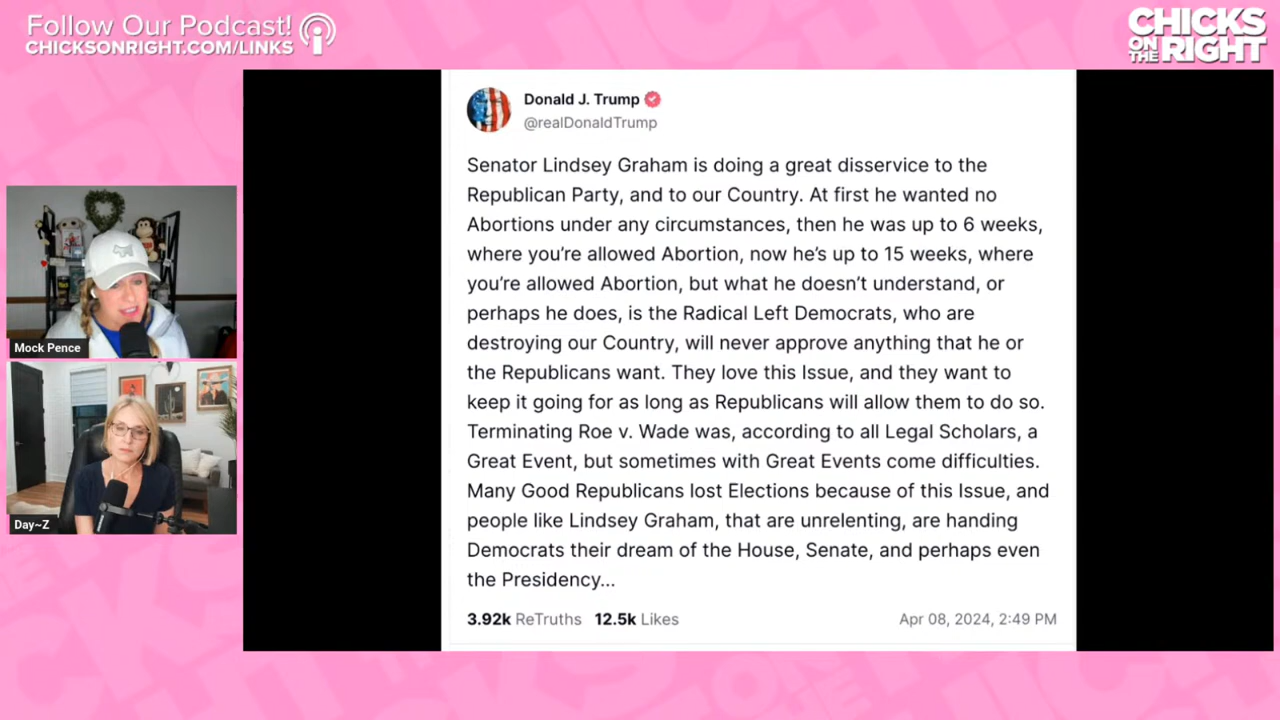 Follow Our Podcast!
CHICKSONRIGHT.COM/LINKS
CHICKS
ON THE RIGHT
Donald J. Trump
@realDonaldTrump
Senator Lindsey Graham is doing a great disservice to the
Republican Party, and to our Country. At first he wanted no
Abortions under any circumstances, then he was up to 6 weeks,
where you’re allowed Abortion, now he’s up to 15 weeks, where
you’re allowed Abortion, but what he doesn’t understand, or
perhaps he does, is the Radical Left Democrats, who are
destroying our Country, will never approve anything that he or
the Republicans want. They love this Issue, and they want to
keep it going for as long as Republicans will allow them to do so.
Terminating Roe v. Wade was, according to all Legal Scholars, a
Great Event, but sometimes with Great Events come difficulties.
Many Good Republicans lost Elections because of this Issue, and
people like Lindsey Graham, that are unrelenting, are handing
Democrats their dream of the House, Senate, and perhaps even
the Presidency...
3.92k ReTruths 12.5k Likes
Apr 08, 2024, 2:49 PM
Mock Pence
Day~Z